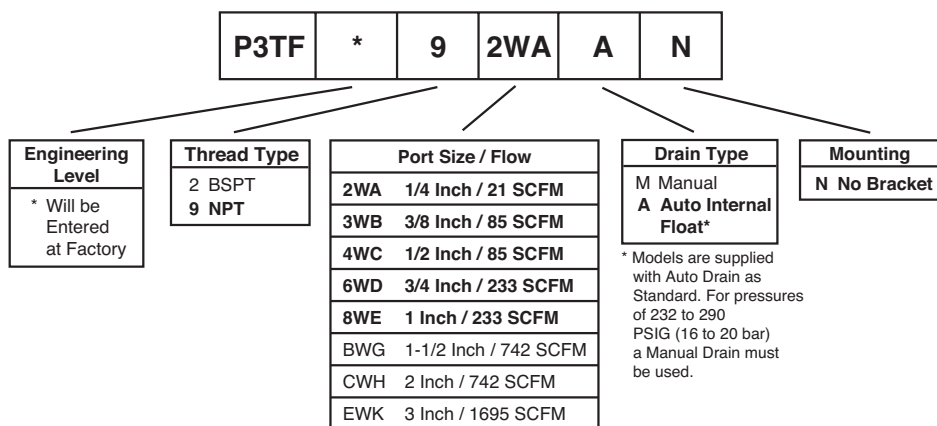 P3TF * 9 2WA A N
Engineering
Level
* Will be
Entered
at Factory
Thread Type
2 BSPT
9 NPT
Port Size / Flow
2WA 1/4 Inch / 21 SCFM
3WB 3/8 Inch / 85 SCFM
4WC 1/2 Inch / 85 SCFM
6WD 3/4 Inch / 233 SCFM
8WE 1 Inch / 233 SCFM
BWG 1-1/2 Inch / 742 SCFM
CWH 2 Inch / 742 SCFM
EWK 3 Inch / 1695 SCFM
Drain Type
M Manual
A Auto Internal
Float*
* Models are supplied
with Auto Drain as
Standard. For pressures
of 232 to 290
PSIG (16 to 20 bar)
a Manual Drain must
be used.
Mounting
N No Bracket